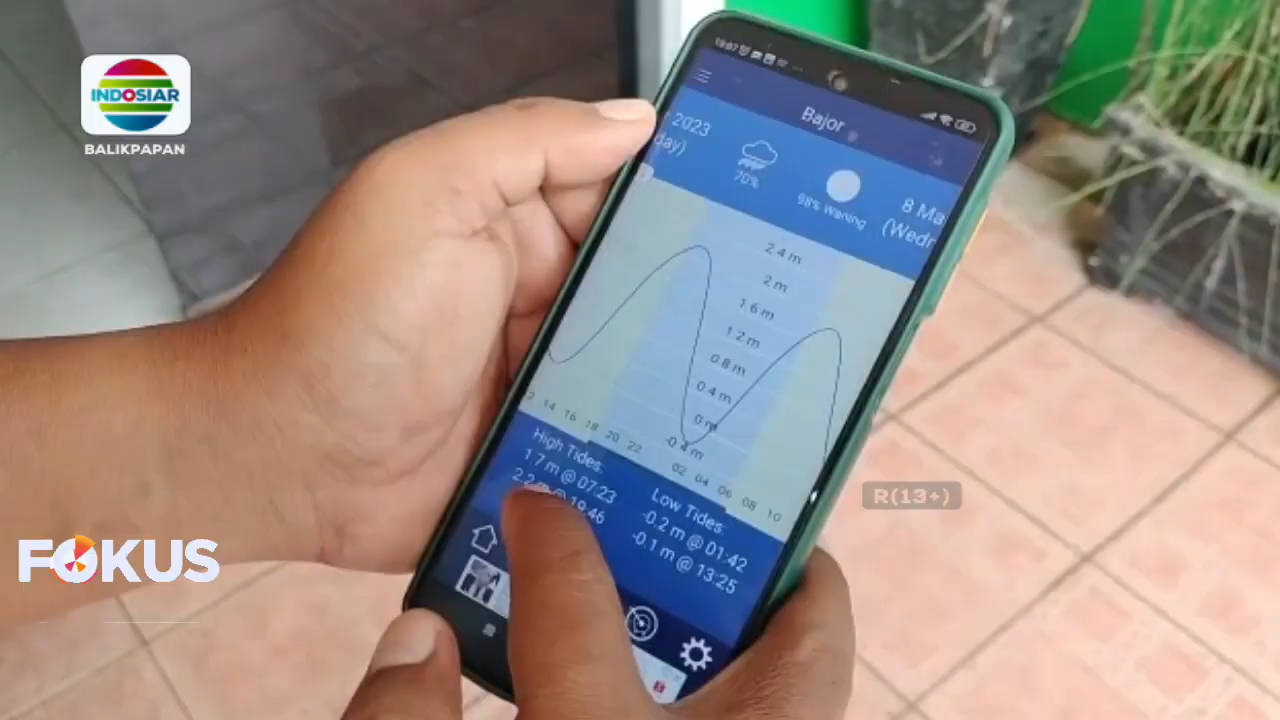 INDOSIAR
BALIKPAPAN
Bajor
2023
day)
70%
98% Waning
8 Ma
(Wedr
2.4 m
2 m
1.6 m
1.2 m
0.8 m
0.4 m
0 m
-0.4 m
14 16 18 20 22 02 04 06 08 10
High Tides:
1.7 m @ 07:23
2.2 m @ 19:46
Low Tides:
-0.2 m @ 01:42
-0.1 m @ 13:25
R(13+)
FOKUS